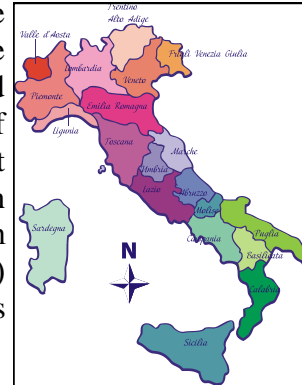 Trentino
Alto Adige
Valle d'Aosta
Friuli Venezia Giulia
Lombardia
Veneto
Piemonte
Emilia Romagna
Ligunia
Toscana
Marche
Umbria
Lazio
Abruzzo
Molise
Sardegna
Campania
Puglia
Basilicata
N
Calabria
Sicilia